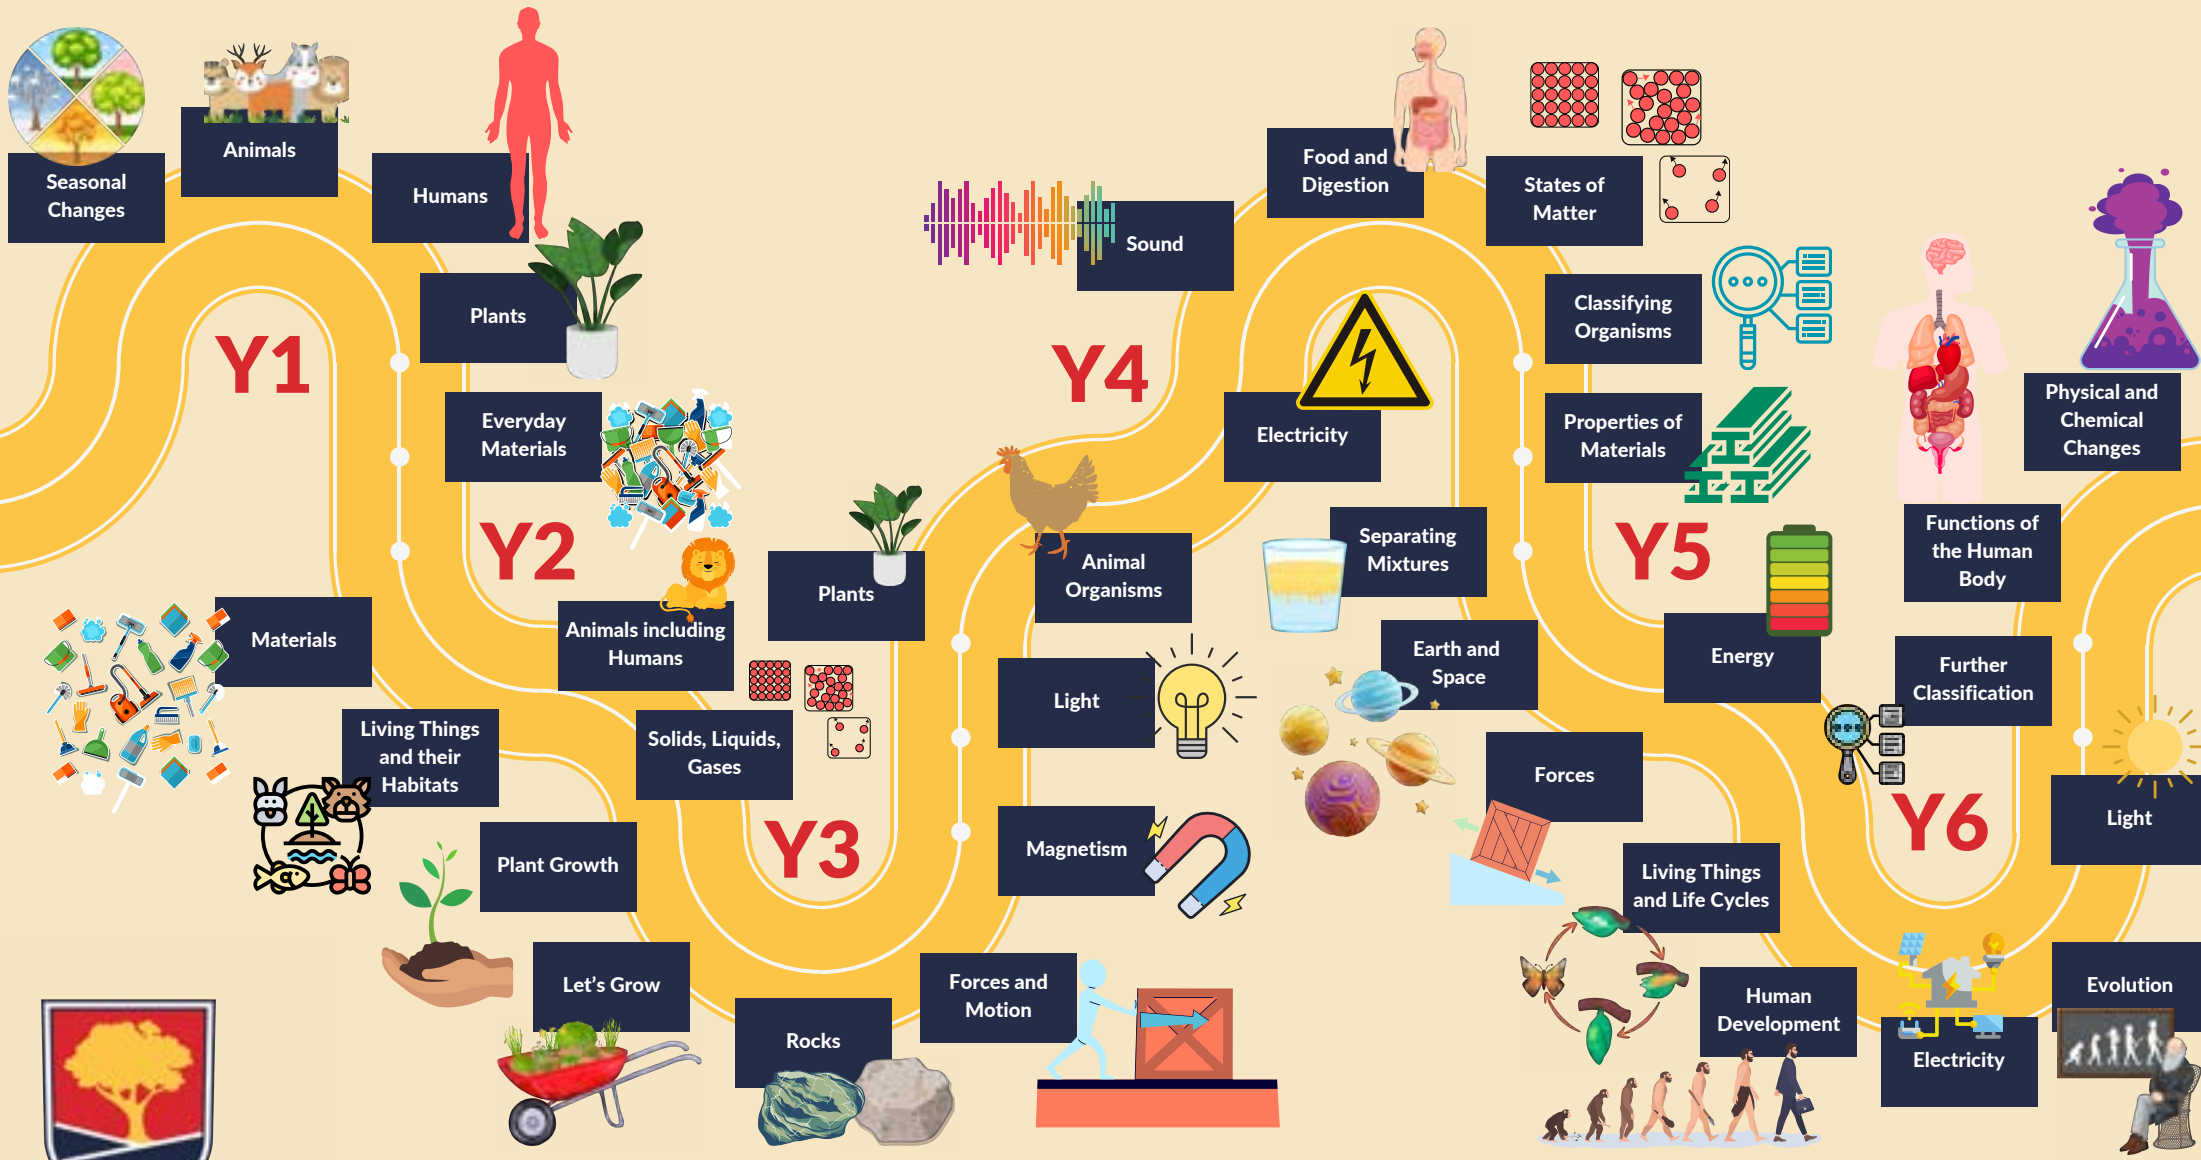 Seasonal
Changes
Animals
Humans
Plants
Everyday
Materials
Y1
Materials
Living Things
and their
Habitats
Plant Growth
Let's Grow
Y2
Animals including
Humans
Solids, Liquids,
Gases
Rocks
Y3
Plants
Forces and
Motion
Magnetism
Light
Animal
Organisms
Y4
Sound
Food and
Digestion
States of
Matter
Electricity
Separating
Mixtures
Earth and
Space
Classifying
Organisms
Properties of
Materials
Y5
Energy
Forces
Living Things
and Life Cycles
Human
Development
Y6
Electricity
Further
Classification
Functions of
the Human
Body
Physical and
Chemical
Changes
Light
Evolution